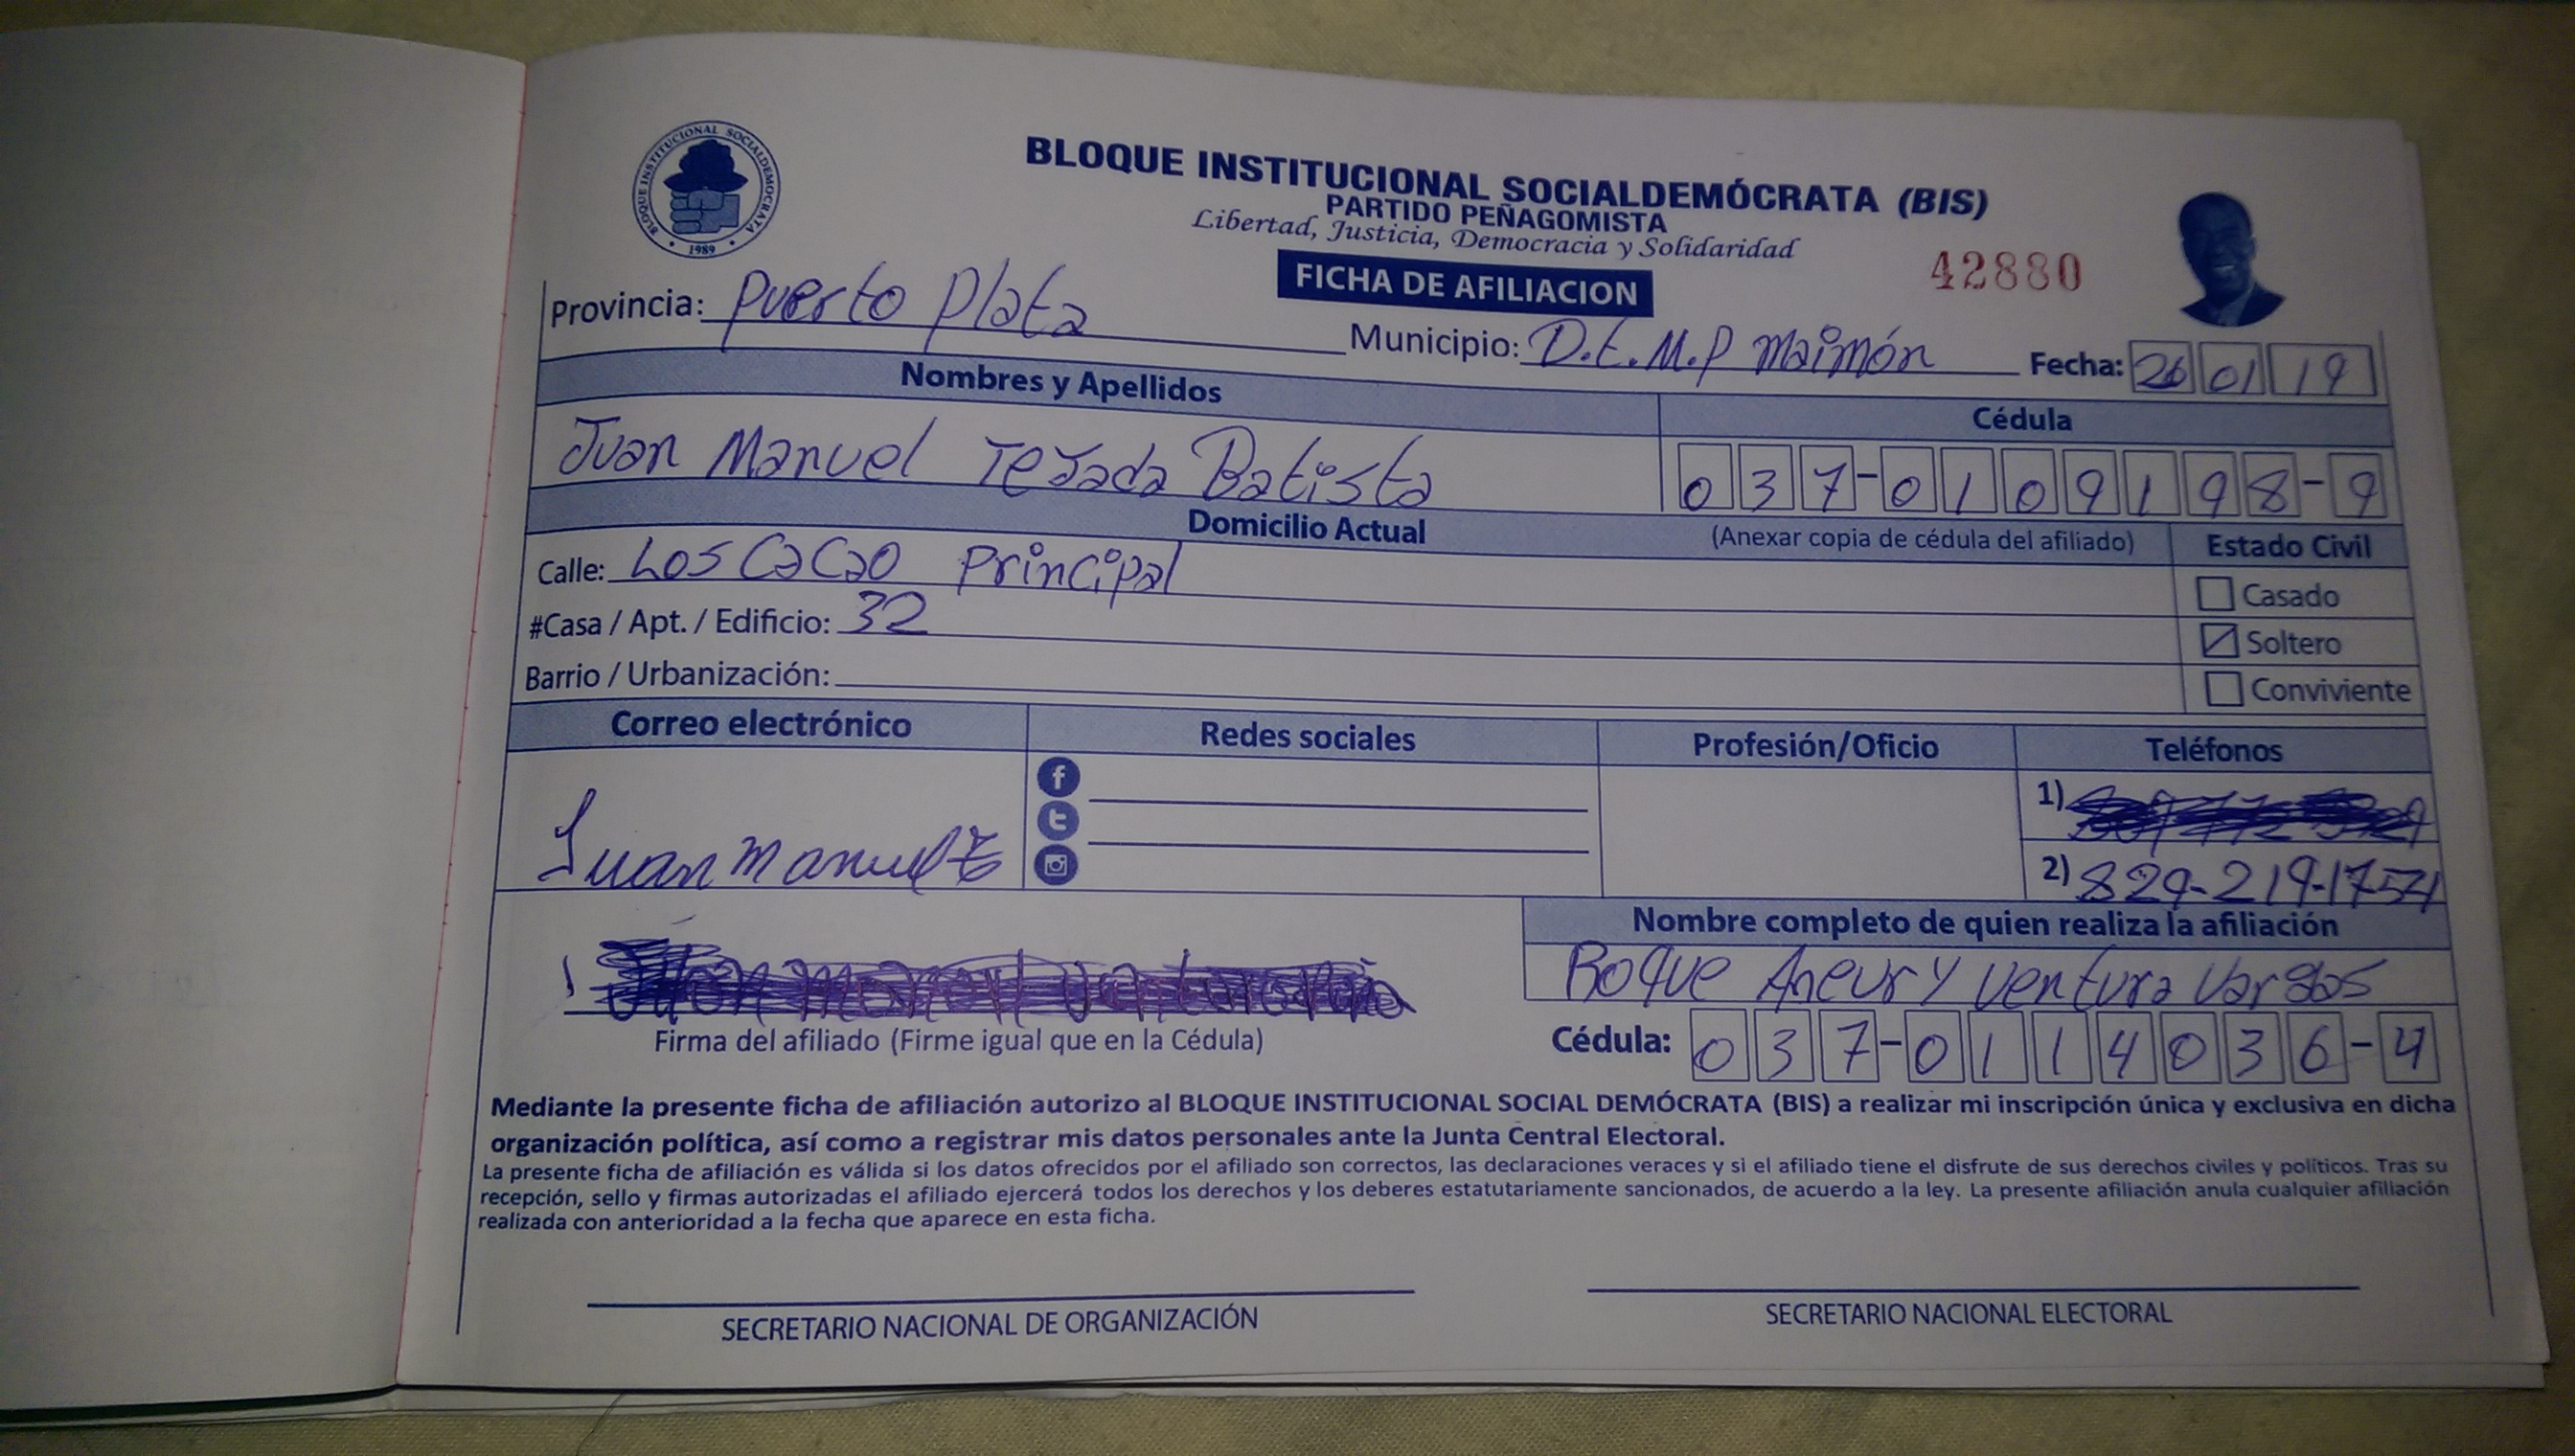 BLOQUE INSTITUCIONAL SOCIALDEMOCRATA
1989
BLOQUE INSTITUCIONAL SOCIALDEMÓCRATA (BIS)
PARTIDO PEÑAGOMISTA
Libertad, Justicia, Democracia y Solidaridad
FICHA DE AFILIACION
42880
Provincia: Puerto Plata
Municipio: D.E.M.P Maimón
Fecha: 26 01 19
Nombres y Apellidos
Cédula
Juan Manuel Tejada Batista
037-0109198-9
Domicilio Actual
(Anexar copia de cédula del afiliado)
Estado Civil
Calle: Los Cacao Principal
Casado
#Casa / Apt. / Edificio: 32
Soltero
Barrio / Urbanización:
Conviviente
Correo electrónico
Redes sociales
Profesión/Oficio
Teléfonos
1)
Juan Manuel T
2) 829-219-1754
Nombre completo de quien realiza la afiliación
Roque Aneury Ventura Vargas
Firma del afiliado (Firme igual que en la Cédula)
Cédula: 037-0114036-4
Mediante la presente ficha de afiliación autorizo al BLOQUE INSTITUCIONAL SOCIAL DEMÓCRATA (BIS) a realizar mi inscripción única y exclusiva en dicha
organización política, así como a registrar mis datos personales ante la Junta Central Electoral.
La presente ficha de afiliación es válida si los datos ofrecidos por el afiliado son correctos, las declaraciones veraces y si el afiliado tiene el disfrute de sus derechos civiles y políticos. Tras su
recepción, sello y firmas autorizadas el afiliado ejercerá todos los derechos y los deberes estatutariamente sancionados, de acuerdo a la ley. La presente afiliación anula cualquier afiliación
realizada con anterioridad a la fecha que aparece en esta ficha.
SECRETARIO NACIONAL DE ORGANIZACIÓN
SECRETARIO NACIONAL ELECTORAL